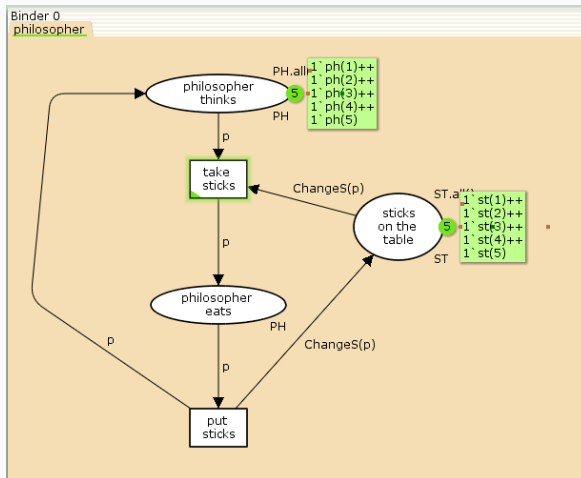 Binder 0
philosopher
philosopher
thinks
PH.all
5
1`ph(1)++
1`ph(2)++
1`ph(3)++
1`ph(4)++
1`ph(5)
PH
p
take
sticks
ChangeS(p)
sticks
on the
table
ST.all()
5
1`st(1)++
1`st(2)++
1`st(3)++
1`st(4)++
1`st(5)
ST
p
philosopher
eats
PH
ChangeS(p)
p
p
put
sticks